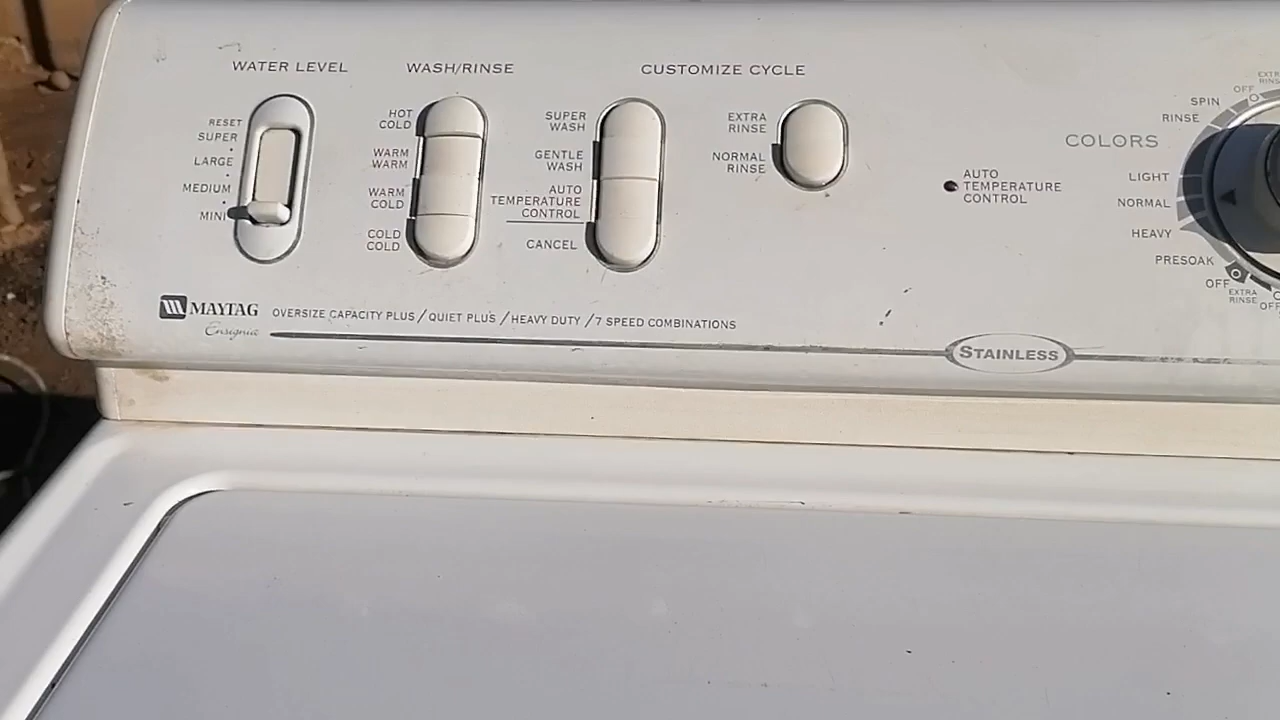 WATER LEVEL
RESET
SUPER
LARGE
MEDIUM
MINI
WASH/RINSE
HOT
COLD
WARM
WARM
WARM
COLD
COLD
COLD
CUSTOMIZE CYCLE
SUPER
WASH
GENTLE
WASH
AUTO
TEMPERATURE
CONTROL
CANCEL
EXTRA
RINSE
NORMAL
RINSE
AUTO
TEMPERATURE
CONTROL
COLORS
EXTRA
RINSE
OFF
SPIN
RINSE
LIGHT
NORMAL
HEAVY
PRESOAK
OFF
EXTRA
RINSE
OFF
MAYTAG
Ensignia
OVERSIZE CAPACITY PLUS / QUIET PLUS / HEAVY DUTY / 7 SPEED COMBINATIONS
STAINLESS